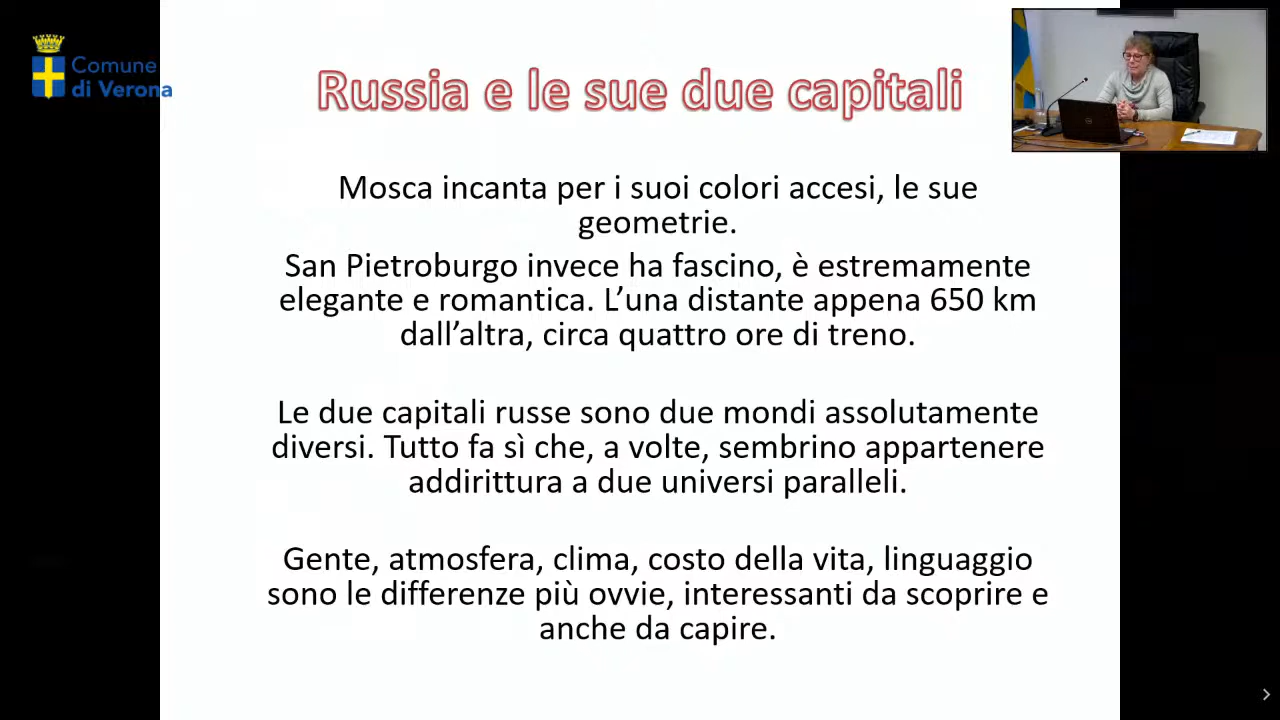 Comune
di Verona
Russia e le sue due capitali
Mosca incanta per i suoi colori accesi, le sue
geometrie.
San Pietroburgo invece ha fascino, è estremamente
elegante e romantica. L’una distante appena 650 km
dall’altra, circa quattro ore di treno.
Le due capitali russe sono due mondi assolutamente
diversi. Tutto fa sì che, a volte, sembrino appartenere
addirittura a due universi paralleli.
Gente, atmosfera, clima, costo della vita, linguaggio
sono le differenze più ovvie, interessanti da scoprire e
anche da capire.